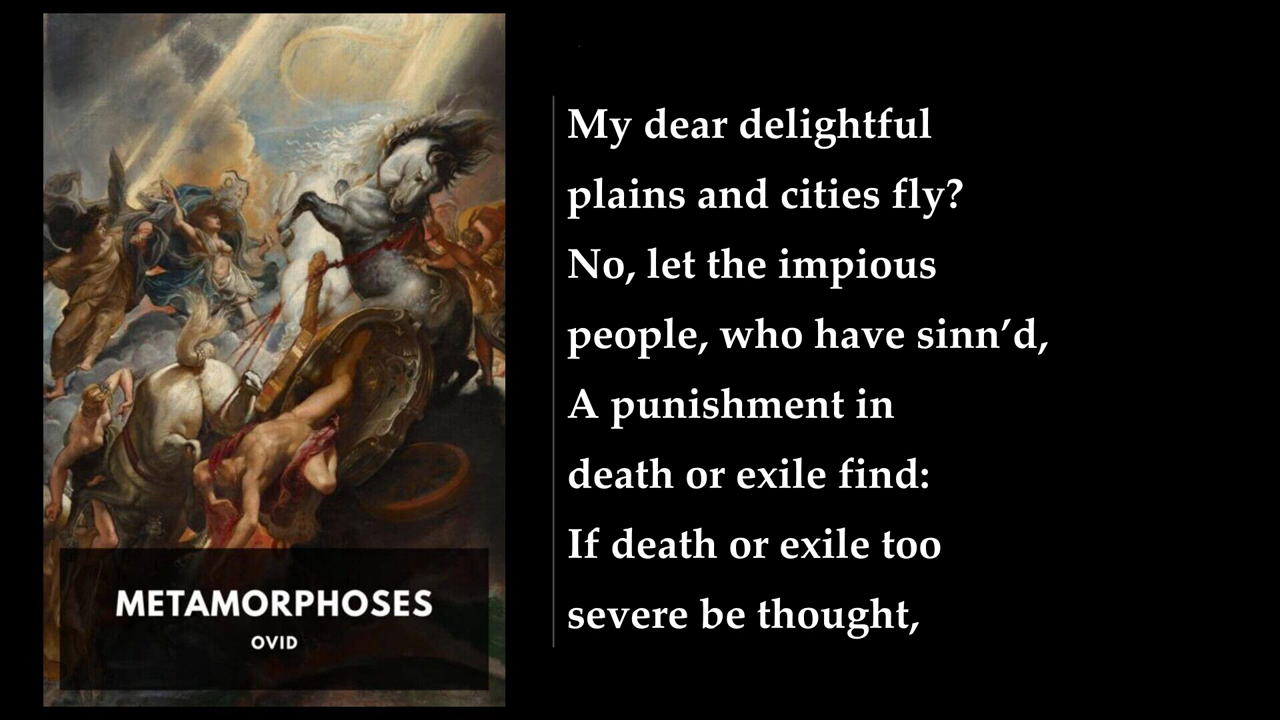 METAMORPHOSES
OVID
My dear delightful
plains and cities fly?
No, let the impious
people, who have sinn’d,
A punishment in
death or exile find:
If death or exile too
severe be thought,